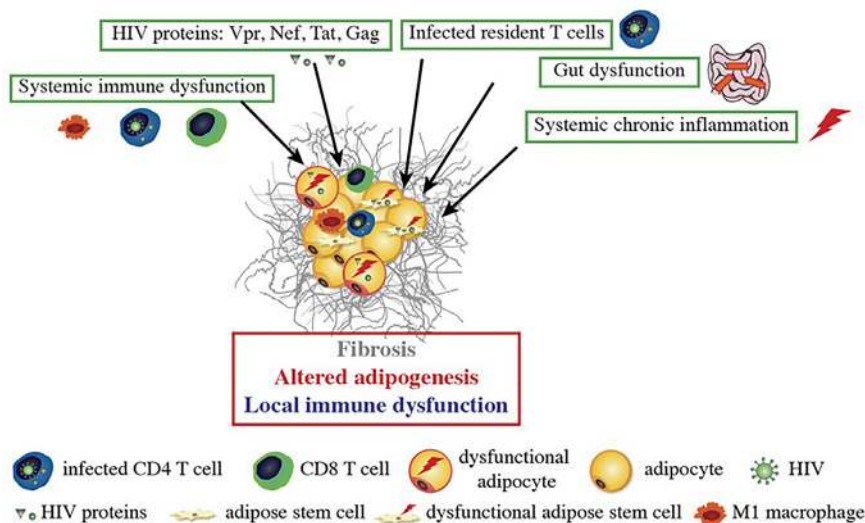 HIV proteins: Vpr, Nef, Tat, Gag
Infected resident T cells
Gut dysfunction
Systemic immune dysfunction
Systemic chronic inflammation
Fibrosis
Altered adipogenesis
Local immune dysfunction
infected CD4 T cell
CD8 T cell
dysfunctional
adipocyte
adipocyte
HIV
HIV proteins
adipose stem cell
dysfunctional adipose stem cell
M1 macrophage